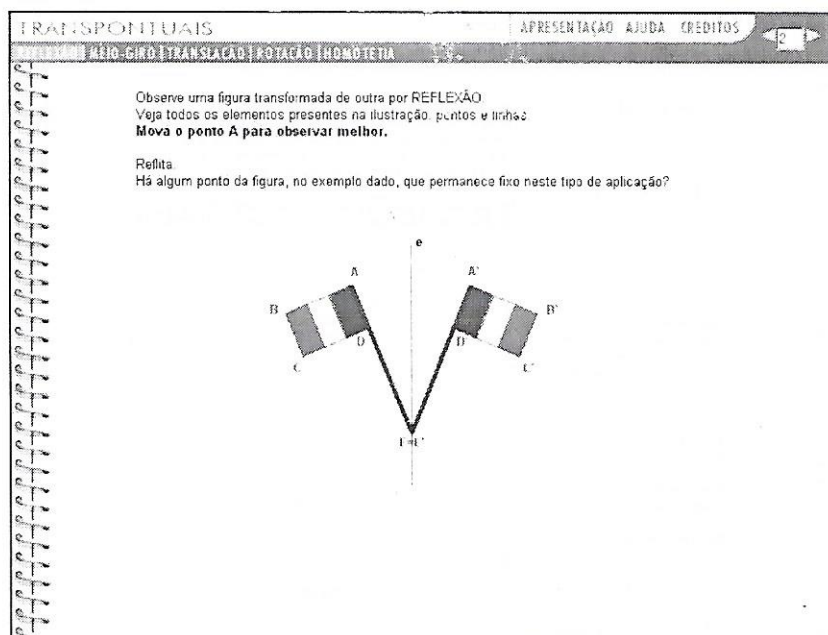 TRANSPONTUAIS
APRESENTAÇÃO AJUDA CRÉDITOS
2
MEIO-GIRO | TRANSLAÇÃO | ROTAÇÃO | HOMOTETIA
Observe uma figura transformada de outra por REFLEXÃO.
Veja todos os elementos presentes na ilustração: pontos e linhas.
Mova o ponto A para observar melhor.
Reflita.
Há algum ponto da figura, no exemplo dado, que permanece fixo neste tipo de aplicação?
e
A
A'
B
B'
D
D
C
C'